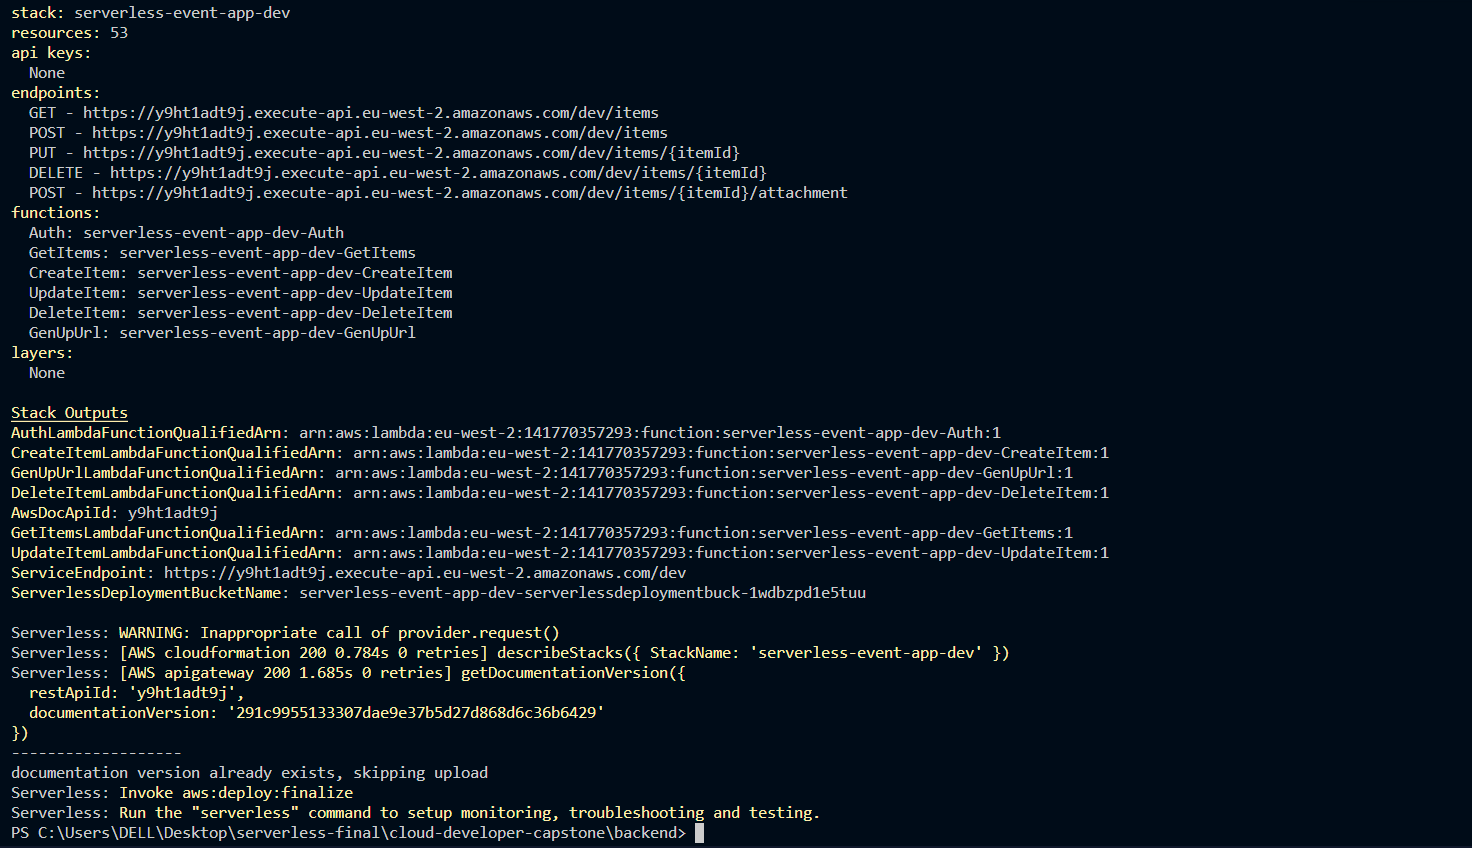 stack: serverless-event-app-dev
resources: 53
api keys:
  None
endpoints:
  GET - https://y9ht1adt9j.execute-api.eu-west-2.amazonaws.com/dev/items
  POST - https://y9ht1adt9j.execute-api.eu-west-2.amazonaws.com/dev/items
  PUT - https://y9ht1adt9j.execute-api.eu-west-2.amazonaws.com/dev/items/{itemId}
  DELETE - https://y9ht1adt9j.execute-api.eu-west-2.amazonaws.com/dev/items/{itemId}
  POST - https://y9ht1adt9j.execute-api.eu-west-2.amazonaws.com/dev/items/{itemId}/attachment
functions:
  Auth: serverless-event-app-dev-Auth
  GetItems: serverless-event-app-dev-GetItems
  CreateItem: serverless-event-app-dev-CreateItem
  UpdateItem: serverless-event-app-dev-UpdateItem
  DeleteItem: serverless-event-app-dev-DeleteItem
  GenUpUrl: serverless-event-app-dev-GenUpUrl
layers:
  None

Stack Outputs
AuthLambdaFunctionQualifiedArn: arn:aws:lambda:eu-west-2:141770357293:function:serverless-event-app-dev-Auth:1
CreateItemLambdaFunctionQualifiedArn: arn:aws:lambda:eu-west-2:141770357293:function:serverless-event-app-dev-CreateItem:1
GenUpUrlLambdaFunctionQualifiedArn: arn:aws:lambda:eu-west-2:141770357293:function:serverless-event-app-dev-GenUpUrl:1
DeleteItemLambdaFunctionQualifiedArn: arn:aws:lambda:eu-west-2:141770357293:function:serverless-event-app-dev-DeleteItem:1
AwsDocApiId: y9ht1adt9j
GetItemsLambdaFunctionQualifiedArn: arn:aws:lambda:eu-west-2:141770357293:function:serverless-event-app-dev-GetItems:1
UpdateItemLambdaFunctionQualifiedArn: arn:aws:lambda:eu-west-2:141770357293:function:serverless-event-app-dev-UpdateItem:1
ServiceEndpoint: https://y9ht1adt9j.execute-api.eu-west-2.amazonaws.com/dev
ServerlessDeploymentBucketName: serverless-event-app-dev-serverlessdeploymentbuck-1wdbzpd1e5tuu

Serverless: WARNING: Inappropriate call of provider.request()
Serverless: [AWS cloudformation 200 0.784s 0 retries] describeStacks({ StackName: 'serverless-event-app-dev' })
Serverless: [AWS apigateway 200 1.685s 0 retries] getDocumentationVersion({
  restApiId: 'y9ht1adt9j',
  documentationVersion: '291c9955133307dae9e37b5d27d868d6c36b6429'
})
-------------------
documentation version already exists, skipping upload
Serverless: Invoke aws:deploy:finalize
Serverless: Run the "serverless" command to setup monitoring, troubleshooting and testing.
PS C:\Users\DELL\Desktop\serverless-final\cloud-developer-capstone\backend>